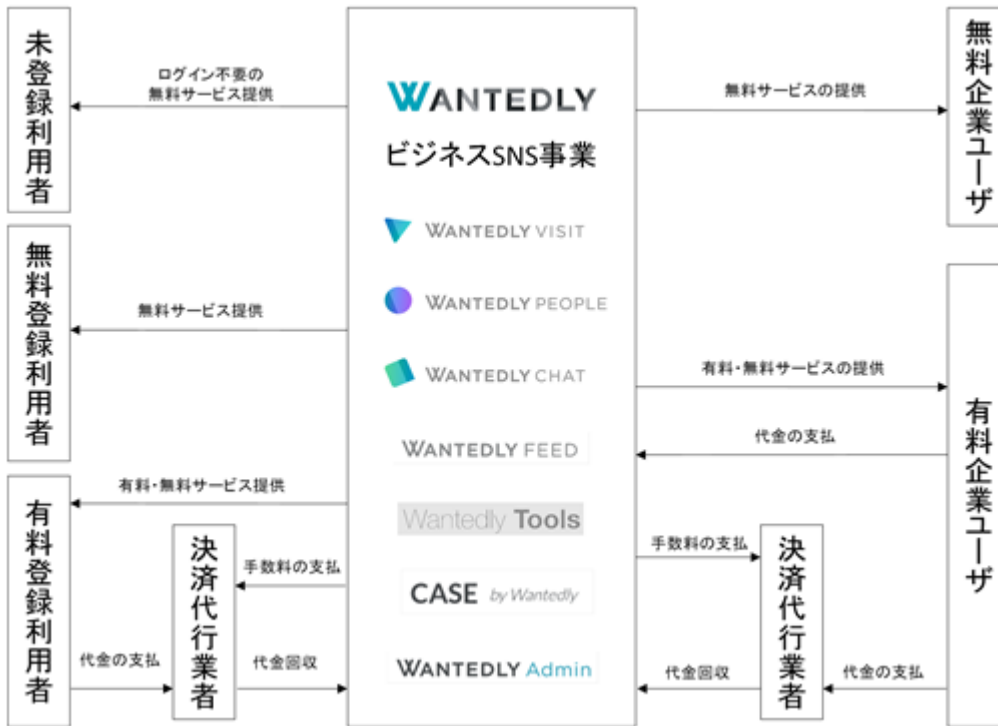 未登録利用者
ログイン不要の
無料サービス提供
WANTEDLY
ビジネスSNS事業
無料サービスの提供
無料企業ユーザ
WANTEDLY VISIT
無料登録利用者
無料サービス提供
WANTEDLY PEOPLE
WANTEDLY CHAT
有料・無料サービスの提供
代金の支払
有料企業ユーザ
WANTEDLY FEED
有料登録利用者
有料・無料サービス提供
Wantedly Tools
決済代行業者
手数料の支払
手数料の支払
決済代行業者
CASE by Wantedly
代金の支払
代金回収
WANTEDLY Admin
代金回収
代金の支払